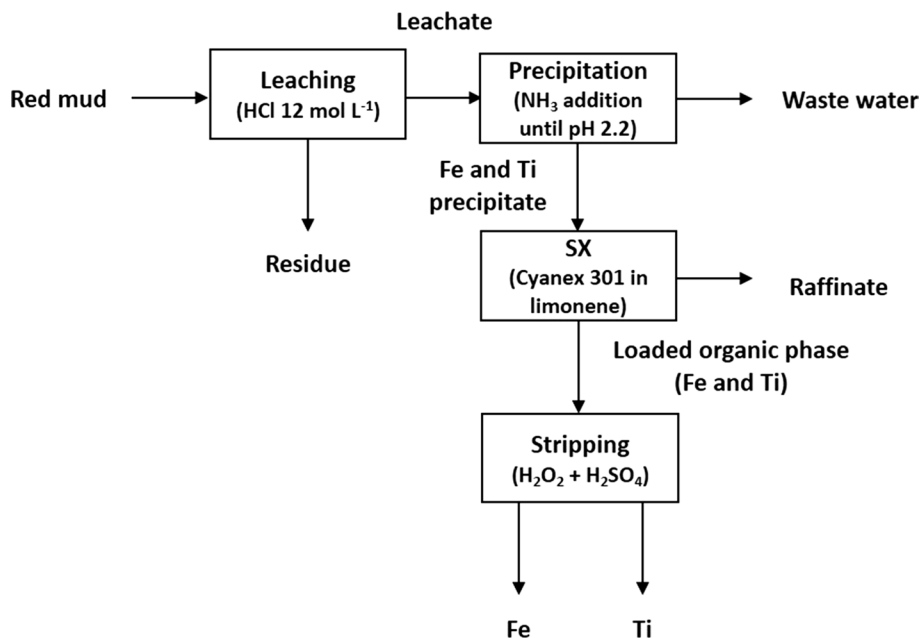 Leachate
Red mud
Leaching
(HCl 12 mol L⁻¹)
Precipitation
(NH₃ addition
until pH 2.2)
Waste water
Fe and Ti
precipitate
Residue
SX
(Cyanex 301 in
limonene)
Raffinate
Loaded organic phase
(Fe and Ti)
Stripping
(H₂O₂ + H₂SO₄)
Fe
Ti